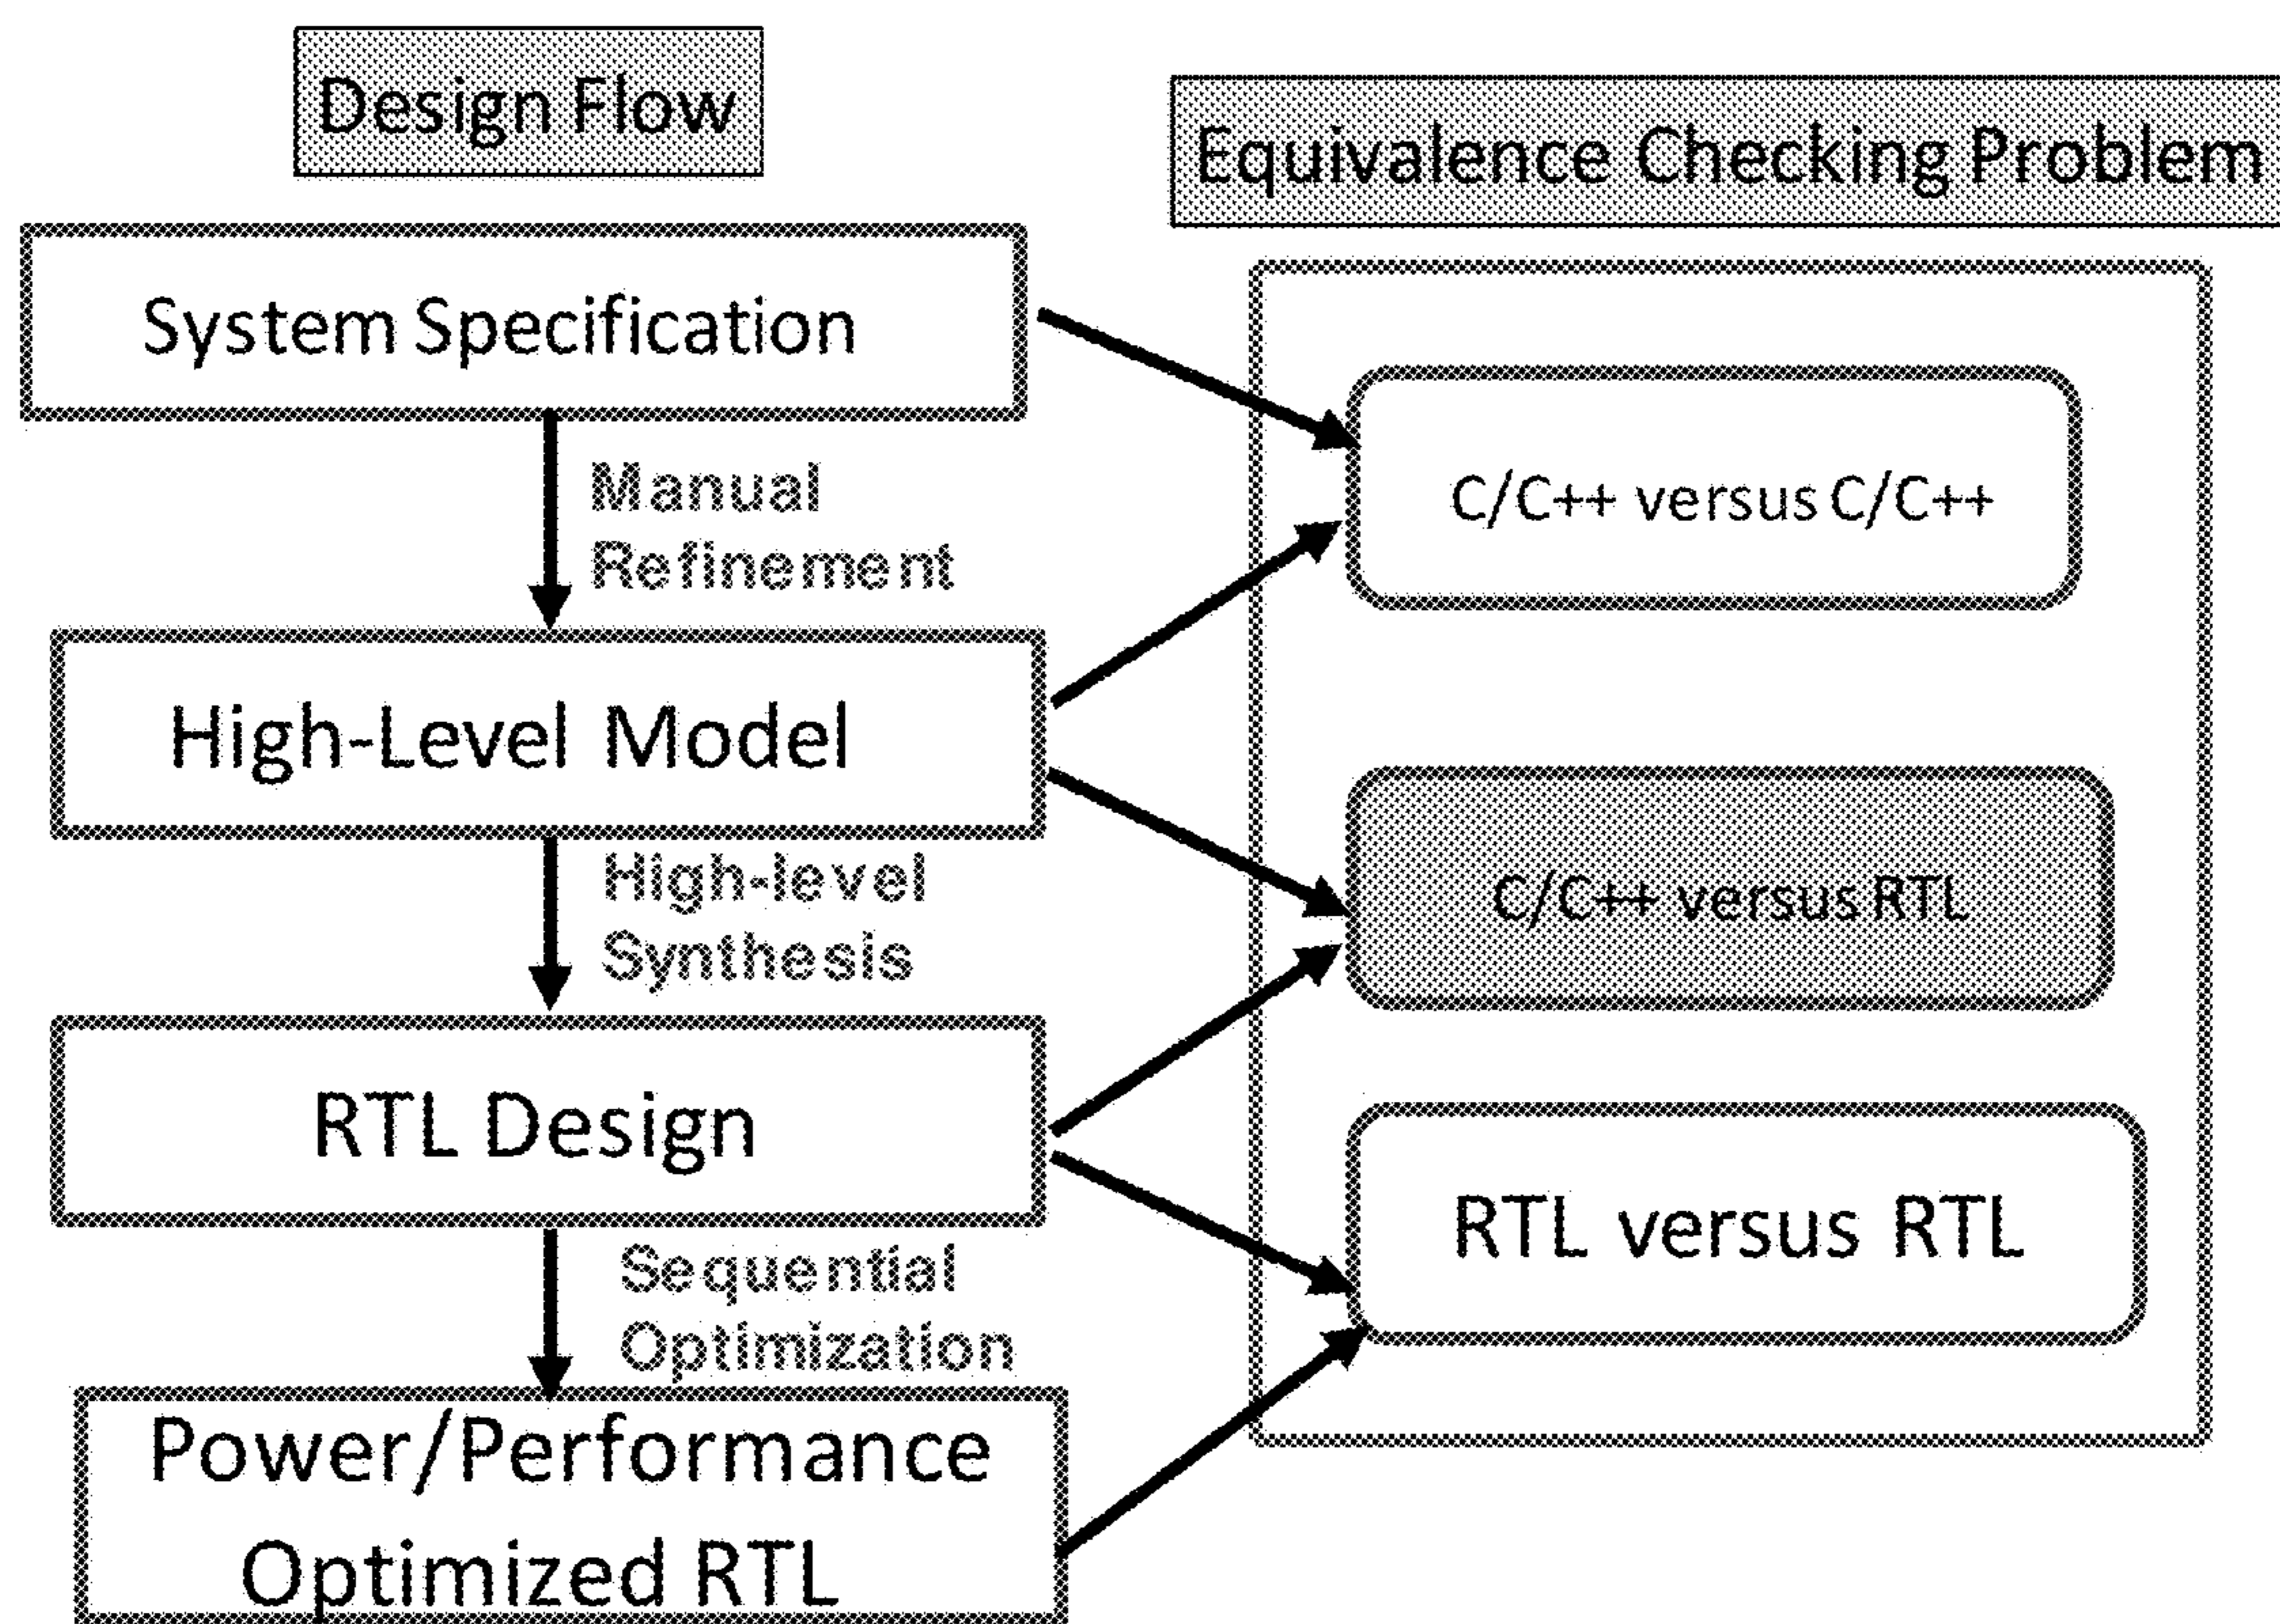 Design Flow
Equivalence Checking Problem
System Specification
Manual
Refinement
C/C++ versus C/C++
High-Level Model
High-level
Synthesis
C/C++ versus RTL
RTL Design
Sequential
Optimization
RTL versus RTL
Power/Performance
Optimized RTL